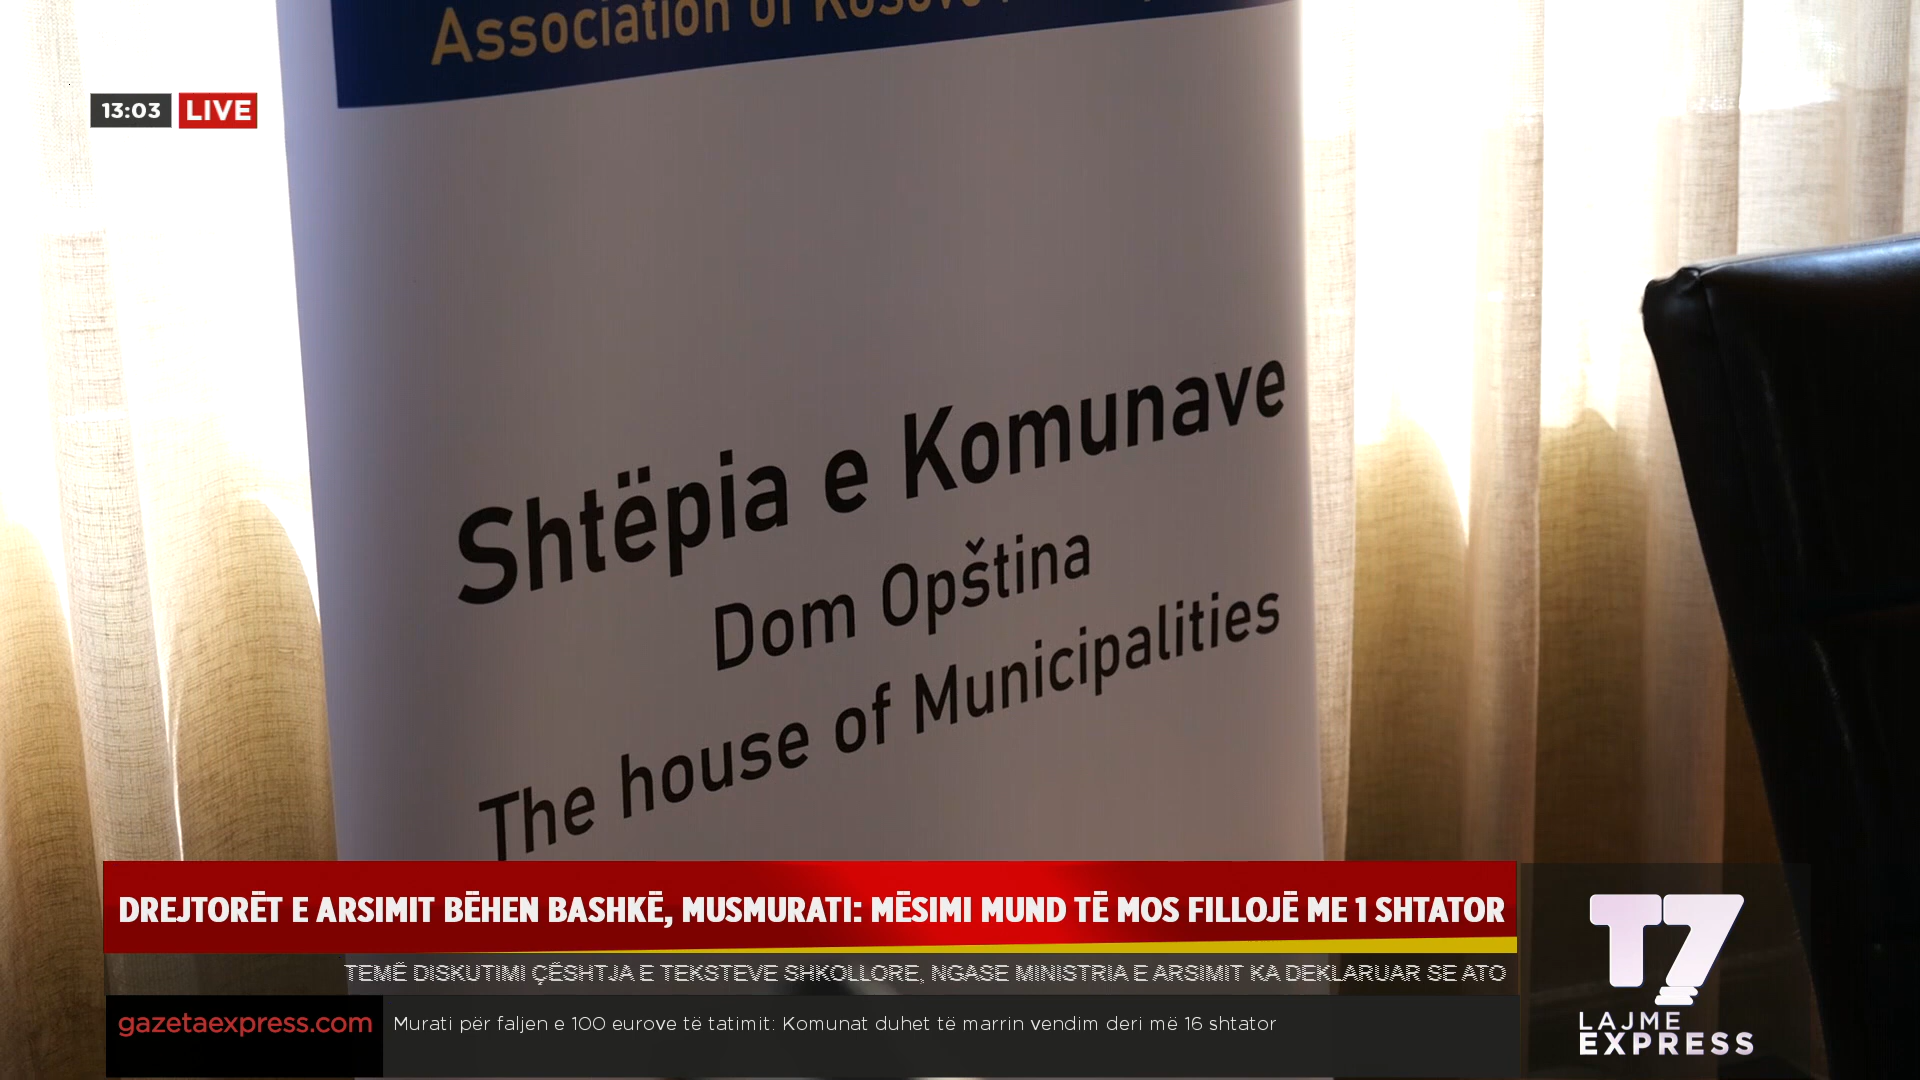 Association of
13:03 LIVE
Shtëpia e Komunave
Dom Opština
The house of Municipalities
DREJTORËT E ARSIMIT BËHEN BASHKË, MUSMURATI: MËSIMI MUND TË MOS FILLOJË ME 1 SHTATOR
TEMË DISKUTIMI ÇËSHTJA E TEKSTEVE SHKOLLORE, NGASE MINISTRIA E ARSIMIT KA DEKLARUAR SE ATO
gazetaexpress.com
Murati për faljen e 100 eurove të tatimit: Komunat duhet të marrin vendim deri më 16 shtator
T7
LAJME
EXPRESS